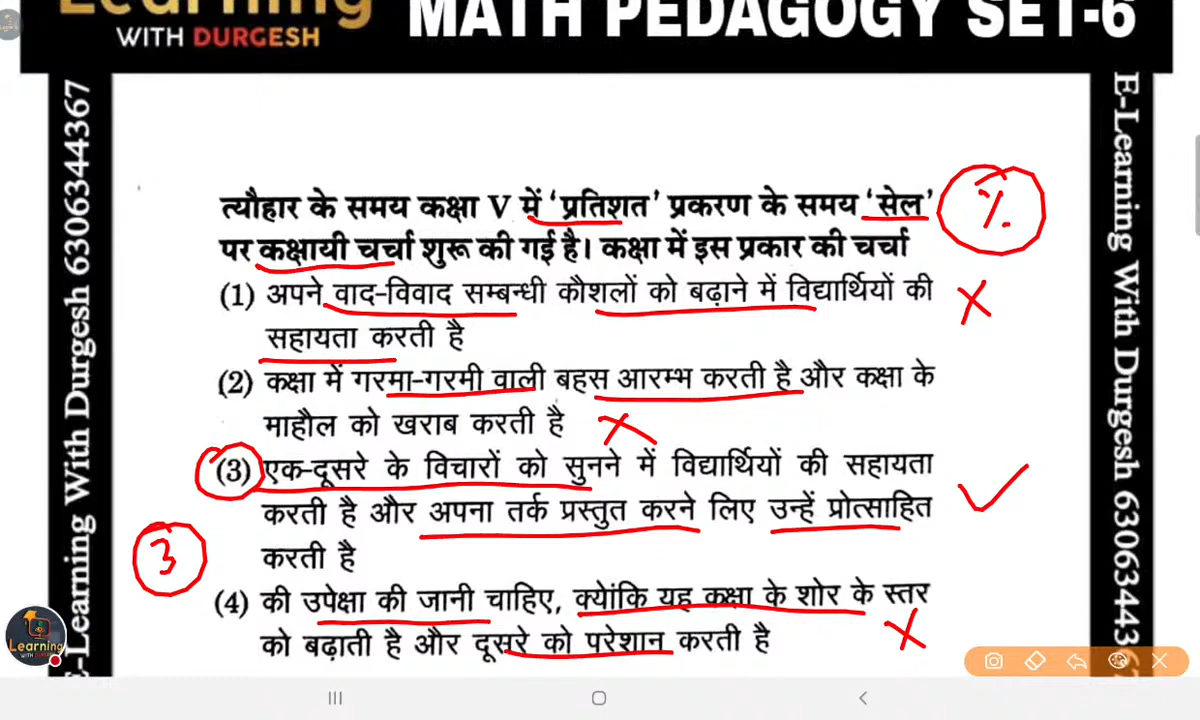 Learning
WITH DURGESH
MATH PEDAGOGY SET-6
E-Learning With Durgesh 6306344367
त्यौहार के समय कक्षा V में ‘प्रतिशत’ प्रकरण के समय ‘सेल’
%
पर कक्षायी चर्चा शुरू की गई है। कक्षा में इस प्रकार की चर्चा
(1) अपने वाद-विवाद सम्बन्धी कौशलों को बढ़ाने में विद्यार्थियों की
सहायता करती है
(2) कक्षा में गरमा-गरमी वाली बहस आरम्भ करती है और कक्षा के
माहौल को खराब करती है
(3) एक-दूसरे के विचारों को सुनने में विद्यार्थियों की सहायता
करती है और अपना तर्क प्रस्तुत करने लिए उन्हें प्रोत्साहित
करती है
3
(4) की उपेक्षा की जानी चाहिए, क्योंकि यह कक्षा के शोर के स्तर
को बढ़ाती है और दूसरे को परेशान करती है
E-Learning With Durgesh 6306344367
Learning
WITH DURGESH